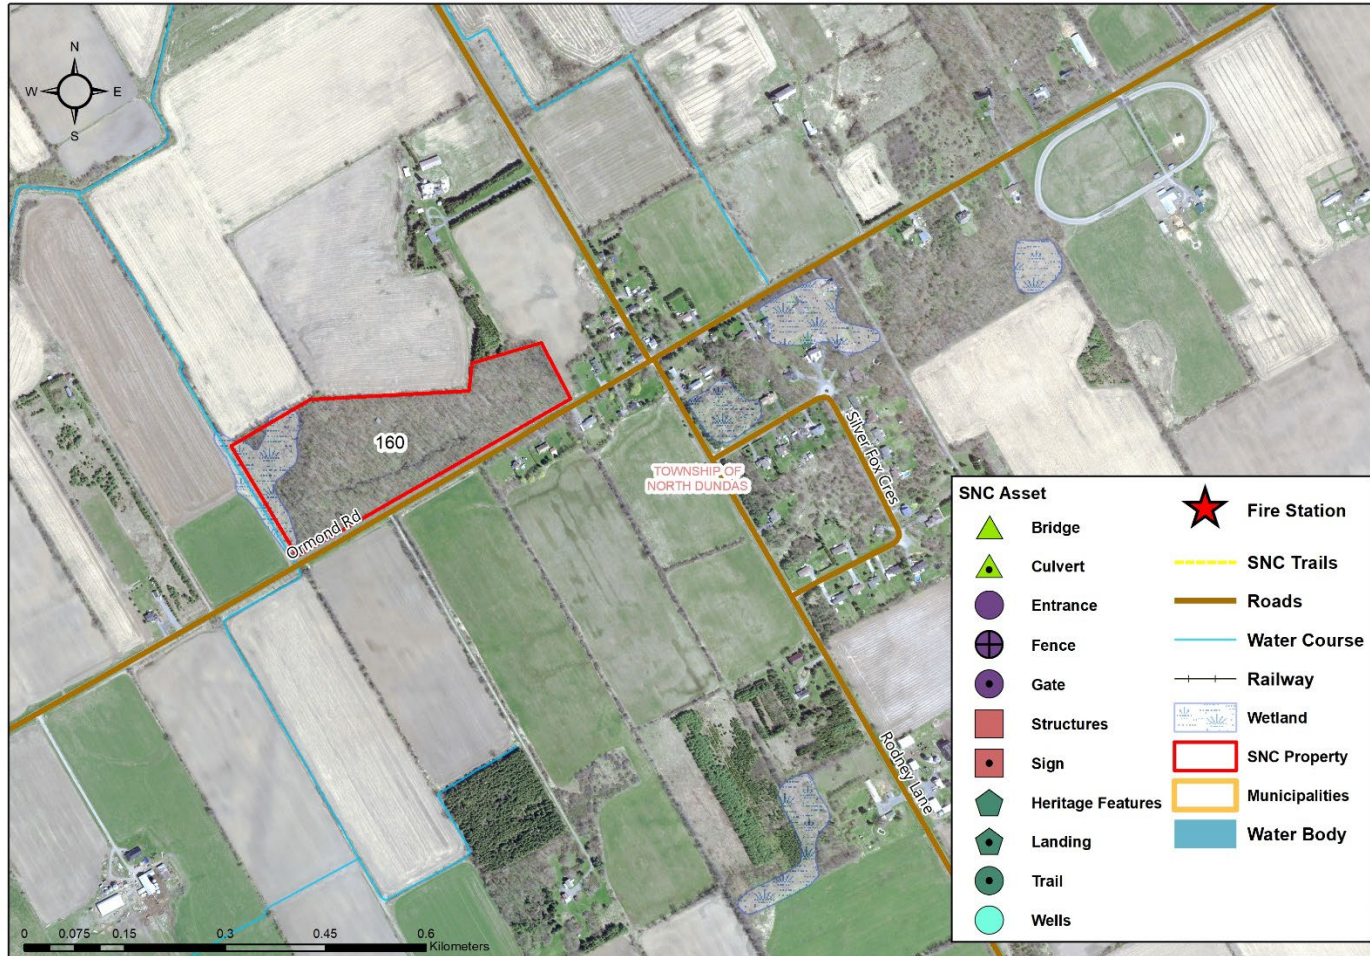 N
W E
S
160
Ormond Rd
TOWNSHIP OF
NORTH DUNDAS
Silver Fox Cres
Rodney Lane
SNC Asset
Bridge
Culvert
Entrance
Fence
Gate
Structures
Sign
Heritage Features
Landing
Trail
Wells
Fire Station
SNC Trails
Roads
Water Course
Railway
Wetland
SNC Property
Municipalities
Water Body
0 0.075 0.15 0.3 0.45 0.6
Kilometers